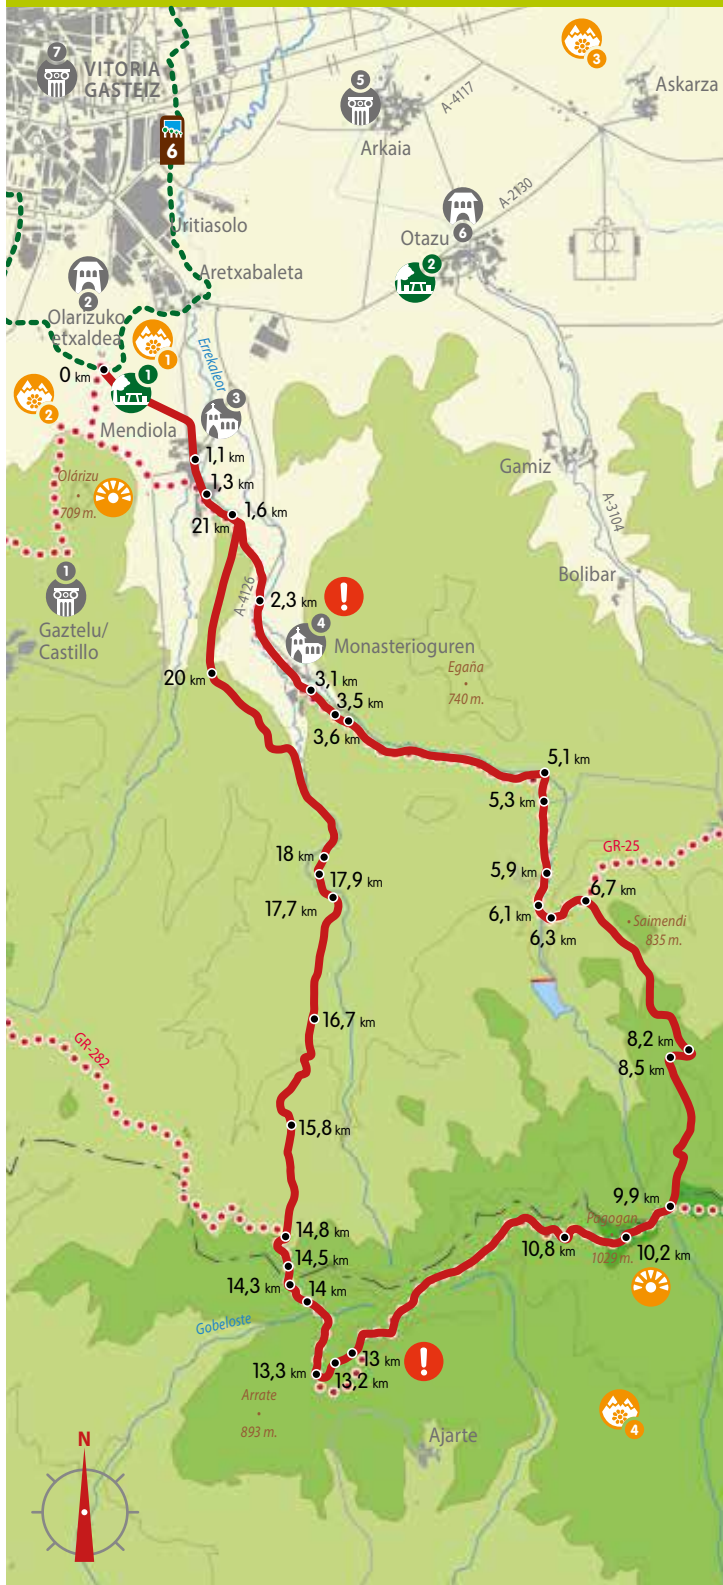 7
VITORIA
GASTEIZ
3
Askarza
5
A-4117
Arkaia
6
A-2130
Uritiasolo
Otazu
6
2
Aretxabaleta
2
Olarizuko
etxaldea
1
Errekaleor
0 km
1
2
3
Mendiola
1,1 km
Gamiz
Olárizu
709 m.
1,3 km
1,6 km
21 km
A-3104
1
Bolibar
A-4126
2,3 km
!
Gaztelu/
Castillo
4
Monasterioguren
Egaña
740 m.
20 km
3,1 km
3,5 km
3,6 km
5,1 km
5,3 km
GR-25
18 km
17,9 km
17,7 km
5,9 km
6,7 km
6,1 km
6,3 km
Saimendi
835 m.
16,7 km
GR-282
8,2 km
8,5 km
15,8 km
9,9 km
Pagogan
1029 m.
14,8 km
10,8 km
10,2 km
14,5 km
14,3 km
14 km
Gobeloste
13 km
!
13,3 km
13,2 km
Arrate
893 m.
4
Ajarte
N